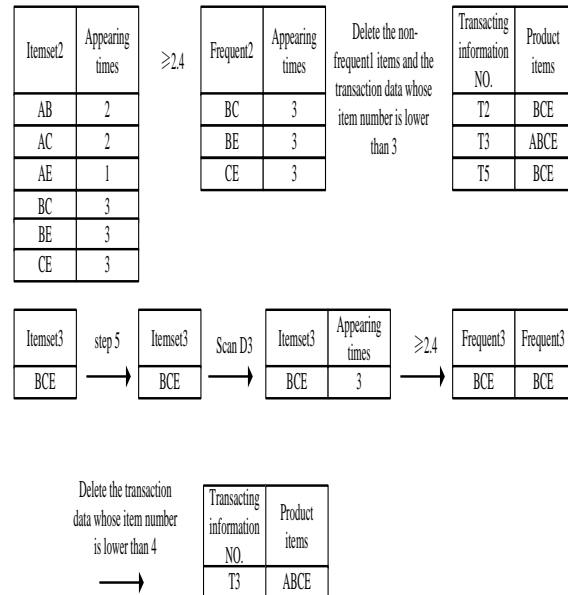 Itemset2 Appearing times
AB 2
AC 2
AE 1
BC 3
BE 3
CE 3
≥2.4
Frequent2 Appearing times
BC 3
BE 3
CE 3
Delete the non-
frequent1 items and the
transaction data whose
item number is lower
than 3
Transacting information NO. Product items
T2 BCE
T3 ABCE
T5 BCE
Itemset3
BCE
step 5
Itemset3
BCE
Scan D3
Itemset3 Appearing times
BCE 3
≥2.4
Frequent3 Frequent3
BCE BCE
Delete the transaction
data whose item number
is lower than 4
Transacting information NO. Product items
T3 ABCE